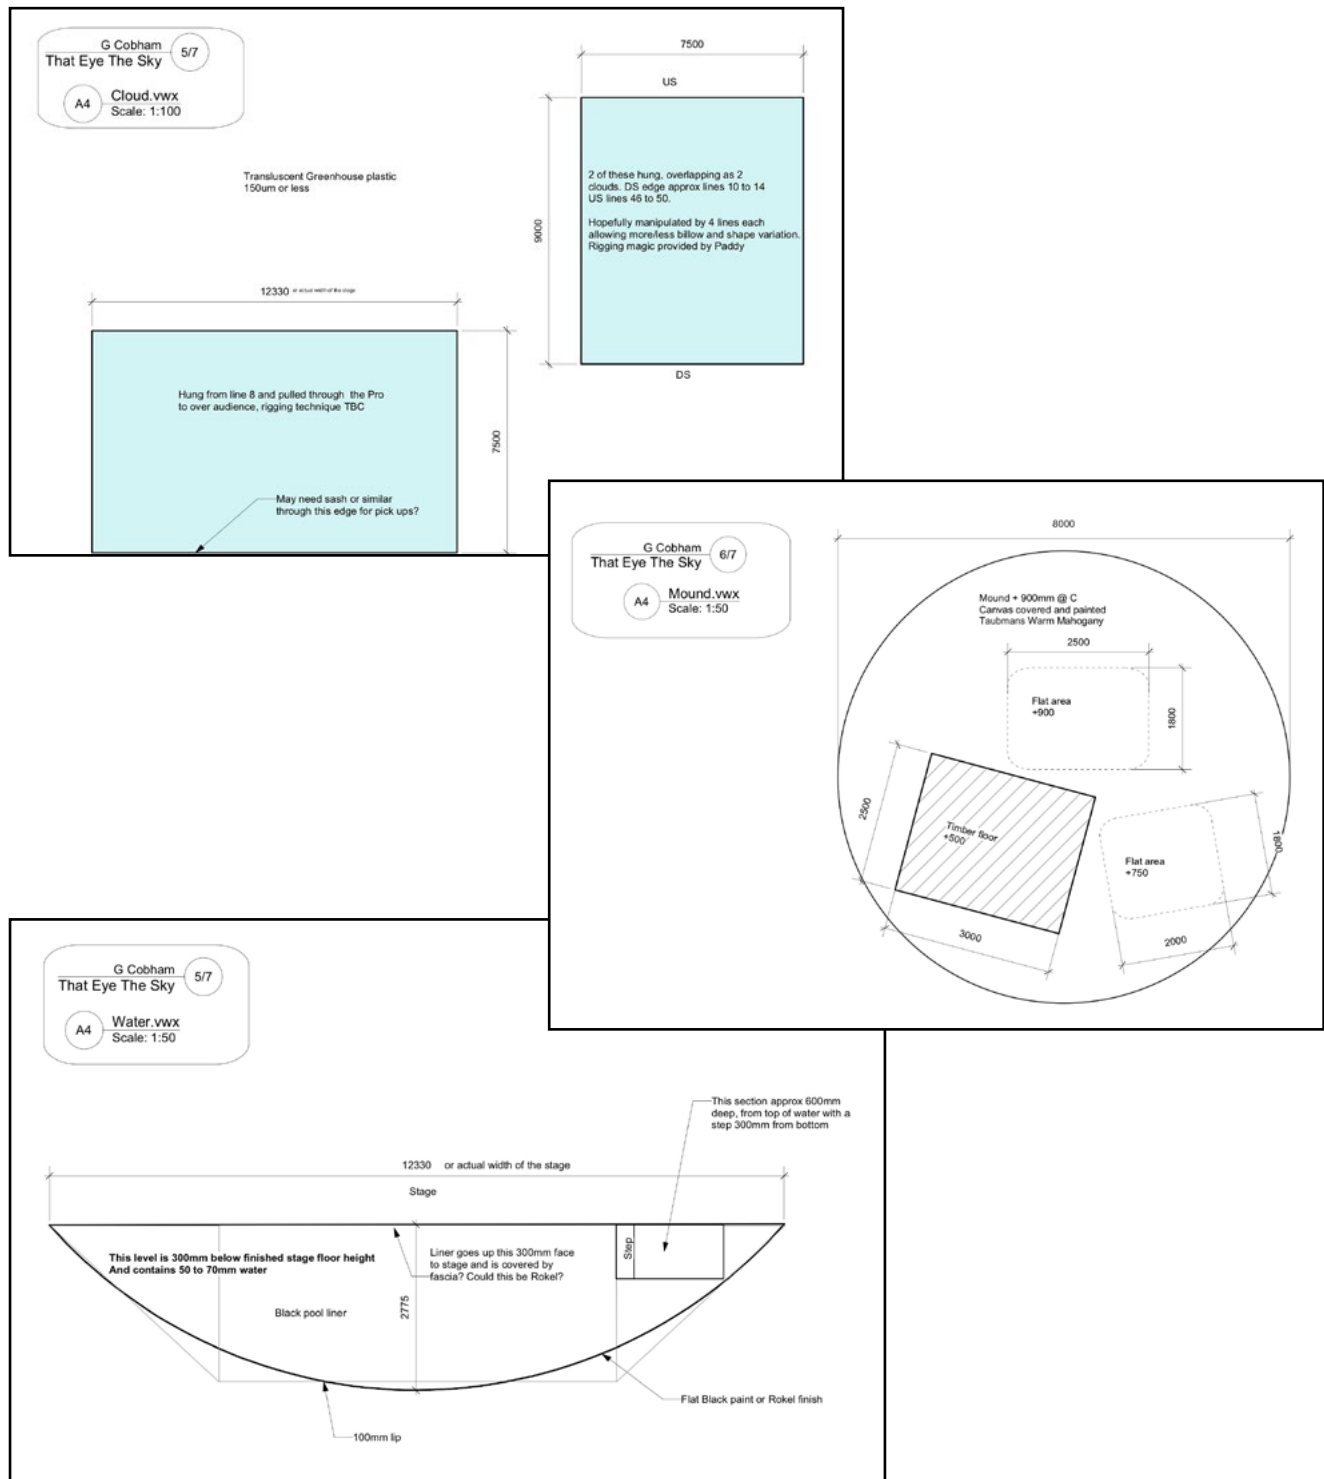 G Cobham
That Eye The Sky
5/7
A4
Cloud.vwx
Scale: 1:100
7500
US
Transluscent Greenhouse plastic
150um or less
2 of these hung, overlapping as 2
clouds. DS edge approx lines 10 to 14
US lines 46 to 50.
Hopefully manipulated by 4 lines each
allowing more/less billow and shape variation.
Rigging magic provided by Paddy
9000
DS
12330 or actual width of the stage
Hung from line 8 and pulled through the Pro
to over audience, rigging technique TBC
7500
May need sash or similar
through this edge for pick ups?
G Cobham
That Eye The Sky
6/7
A4
Mound.vwx
Scale: 1:50
8000
Mound + 900mm @ C
Canvas covered and painted
Taubmans Warm Mahogany
2500
Flat area
+900
1800
2500
Timber floor
+500
3000
Flat area
+750
1800
2000
G Cobham
That Eye The Sky
5/7
A4
Water.vwx
Scale: 1:50
This section approx 600mm
deep, from top of water with a
step 300mm from bottom
12330 or actual width of the stage
Stage
This level is 300mm below finished stage floor height
And contains 50 to 70mm water
Liner goes up this 300mm face
to stage and is covered by
fascia? Could this be Rokel?
Step
Black pool liner
2775
Flat Black paint or Rokel finish
100mm lip